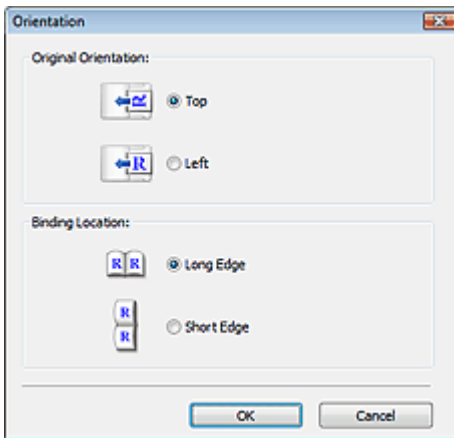 Orientation
Original Orientation:
R Top
R Left
Binding Location:
R R Long Edge
R
R
Short Edge
OK Cancel